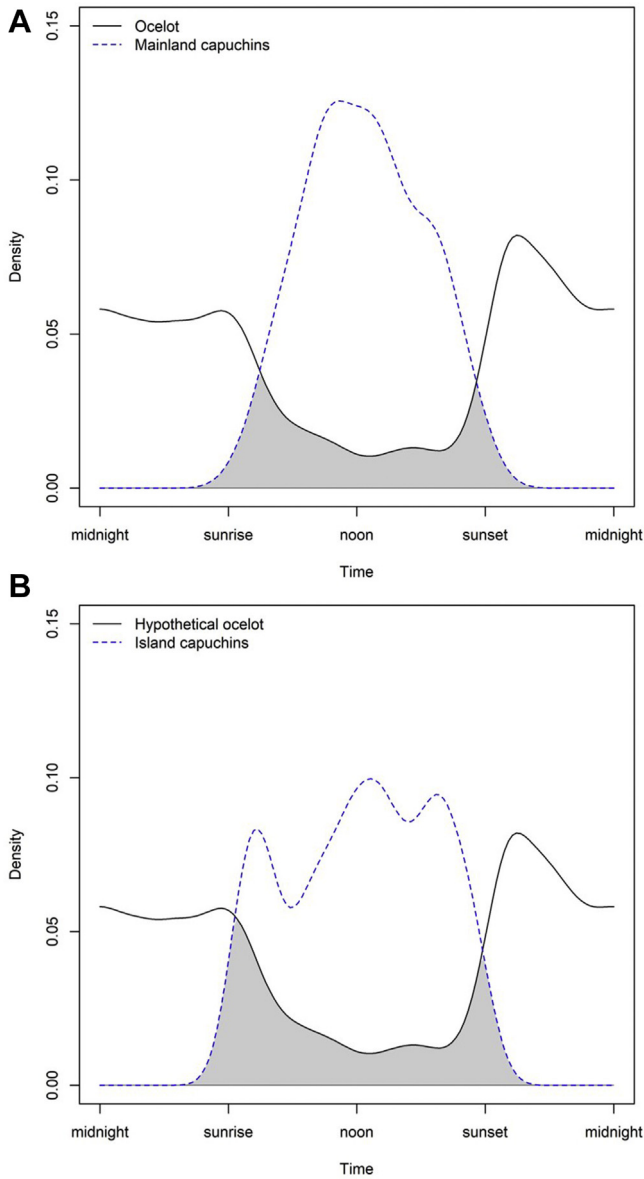 A
Ocelot
Mainland capuchins
0.15
0.10
0.05
0.00
Density
midnight sunrise noon sunset midnight
Time
B
Hypothetical ocelot
Island capuchins
0.15
0.10
0.05
0.00
Density
midnight sunrise noon sunset midnight
Time